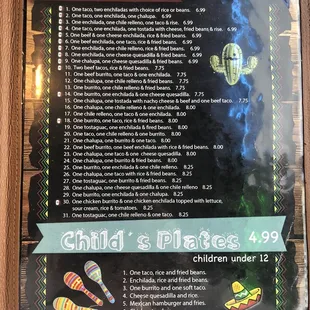 1. One taco, two enchiladas with choice of rice or beans. 6.99
2. One taco, one enchilada, one chalupa. 6.99
3. One enchilada, one chile relleno, one taco & rise. 6.99
4. One taco, one enchilada, one tostada with cheese, fried beans & rise. 6.99
5. One enchilada, one burrito, rice & fried beans. 6.99
6. One beef enchilada, one taco, rice & fried beans. 6.99
7. One enchilada, one chile relleno, rice & fried beans. 6.99
8. One enchilada, one cheese quesadilla & fried beans. 6.99
9. One chalupa, one cheese quesadilla & fried beans. 6.99
10. Two beef tacos, rice & fried beans. 6.99
11. One beef burrito, one taco & one enchilada. 7.75
12. One chalupa, one chile relleno & fried beans. 7.75
13. One burrito, one enchilada & fried beans. 7.75
14. One burrito, one enchilada & one cheese quesadilla. 7.75
15. One chalupa, one tostada with nacho cheese & beef and one beef taco. 7.75
16. One chalupa, one taco & one enchilada. 8.00
17. One chile relleno, one taco & one enchilada. 8.00
18. One burrito, one taco, rice & fried beans. 8.00
19. One tostaguac, one enchilada & fried beans. 8.00
20. One burrito, one chile relleno & one taco. 8.00
21. One chalupa, one burrito & one taco. 8.00
22. One beef burrito, one beef enchilada with rice & fried beans. 8.00
23. One chalupa, one taco & one cheese quesadilla. 8.00
24. One burrito, one enchilada & one chile relleno. 8.25
25. One chalupa, one enchilada & one chile relleno. 8.25
26. One chalupa, one taco with rice & fried beans. 8.25
27. One tostaguac, one burrito & fried beans. 8.25
28. One chalupa, one cheese quesadilla & one chile relleno. 8.25
29. One burrito, one enchilada & one chalupa. 8.25
30. One chicken burrito & one chicken enchilada topped with lettuce,
sour cream, rice & tomatoes. 8.25
31. One tostaguac, one chile relleno & one taco. 8.25
Child´s Plates 4.99
children under 12
1. One taco, rice and fried beans.
2. Enchilada, rice and fried beans.
3. One burrito and one soft taco.
4. Cheese quesadilla and rice.
5. Mexican hamburger and fries.